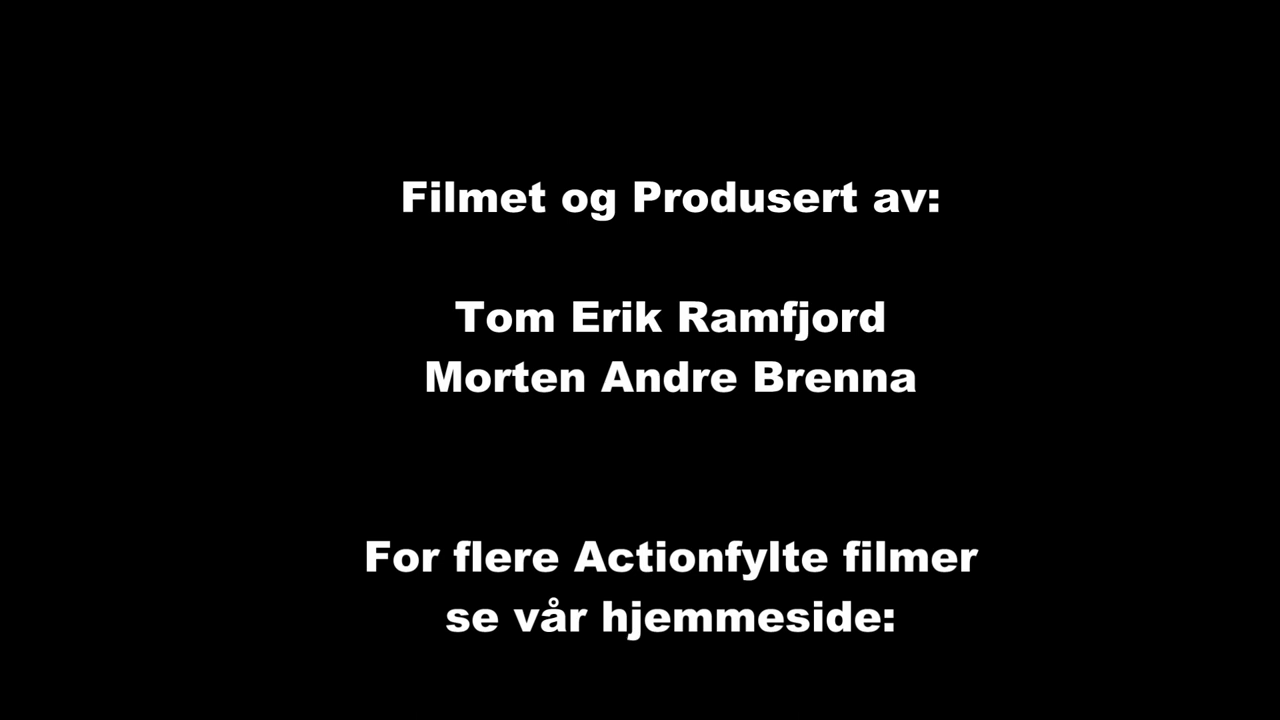 Filmet og Produsert av:
Tom Erik Ramfjord
Morten Andre Brenna
For flere Actionfylte filmer
se vår hjemmeside: